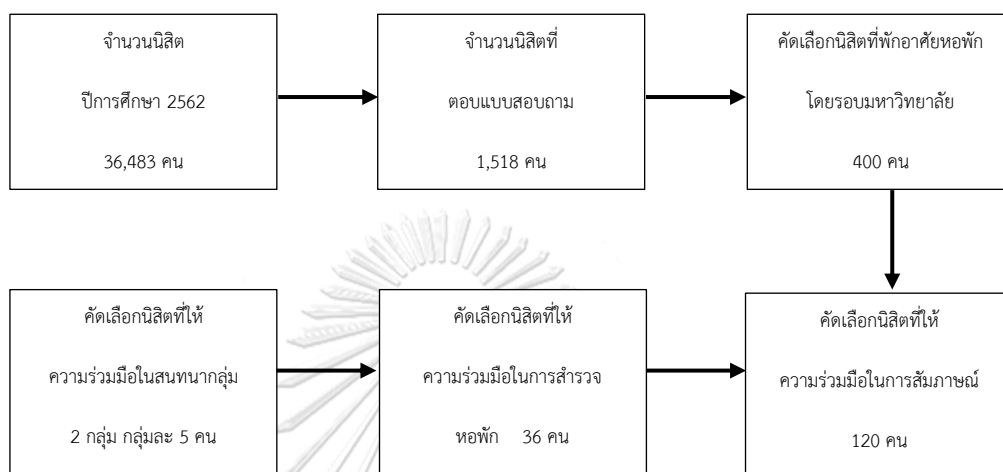 จำนวนนิสิต
ปีการศึกษา 2562
36,483 คน
จำนวนนิสิตที่
ตอบแบบสอบถาม
1,518 คน
คัดเลือกนิสิตที่พักอาศัยหอพัก
โดยรอบมหาวิทยาลัย
400 คน
คัดเลือกนิสิตที่ให้
ความร่วมมือในสนทนากลุ่ม
2 กลุ่ม กลุ่มละ 5 คน
คัดเลือกนิสิตที่ให้
ความร่วมมือในการสำรวจ
หอพัก 36 คน
คัดเลือกนิสิตที่ให้
ความร่วมมือในการสัมภาษณ์
120 คน